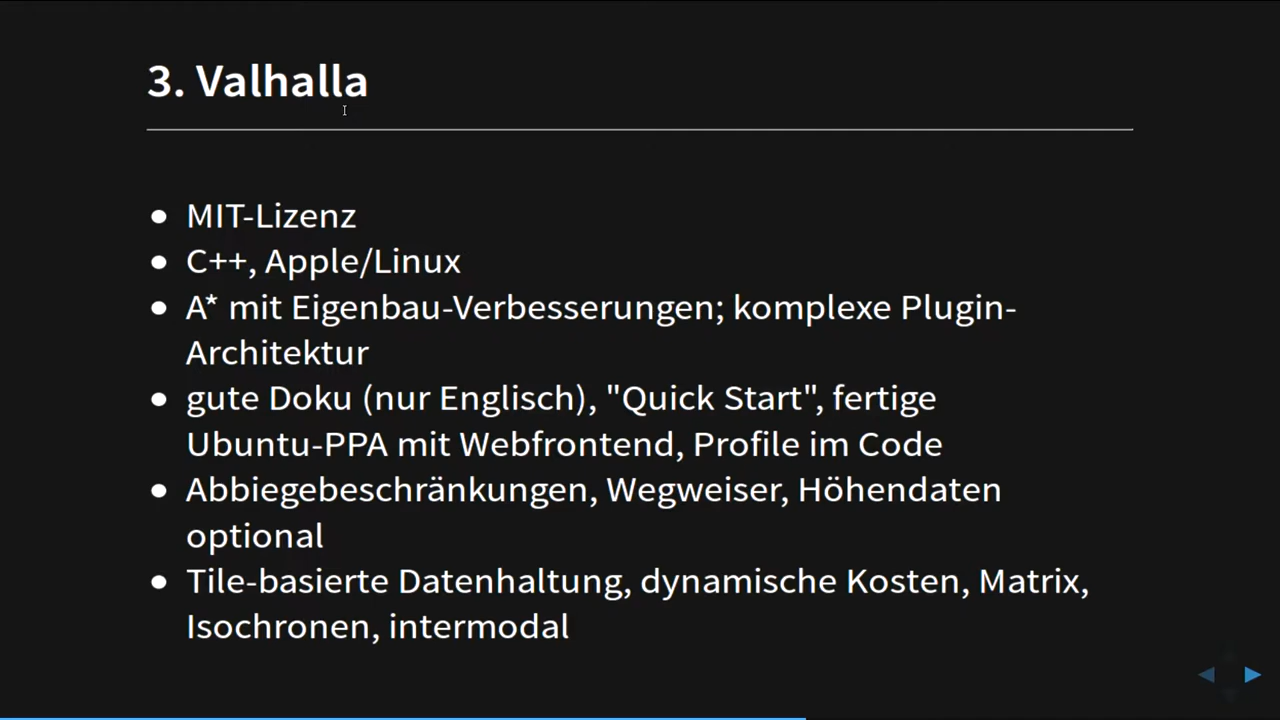 3. Valhalla
● MIT-Lizenz
● C++, Apple/Linux
● A* mit Eigenbau-Verbesserungen; komplexe Plugin-
Architektur
● gute Doku (nur Englisch), "Quick Start", fertige
Ubuntu-PPA mit Webfrontend, Profile im Code
● Abbiegebeschränkungen, Wegweiser, Höhendaten
optional
● Tile-basierte Datenhaltung, dynamische Kosten, Matrix,
Isochronen, intermodal